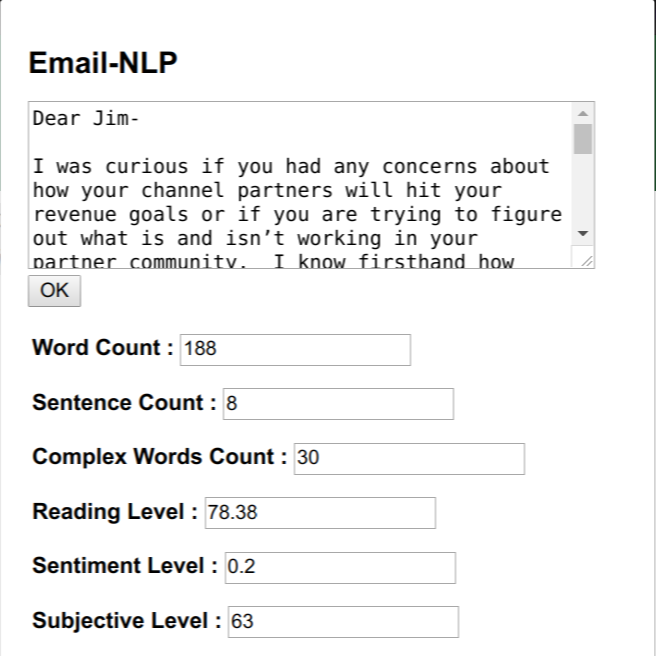 Email-NLP
Dear Jim-
I was curious if you had any concerns about
how your channel partners will hit your
revenue goals or if you are trying to figure
out what is and isn’t working in your
partner community.  I know firsthand how
OK
Word Count : 188
Sentence Count : 8
Complex Words Count : 30
Reading Level : 78.38
Sentiment Level : 0.2
Subjective Level : 63